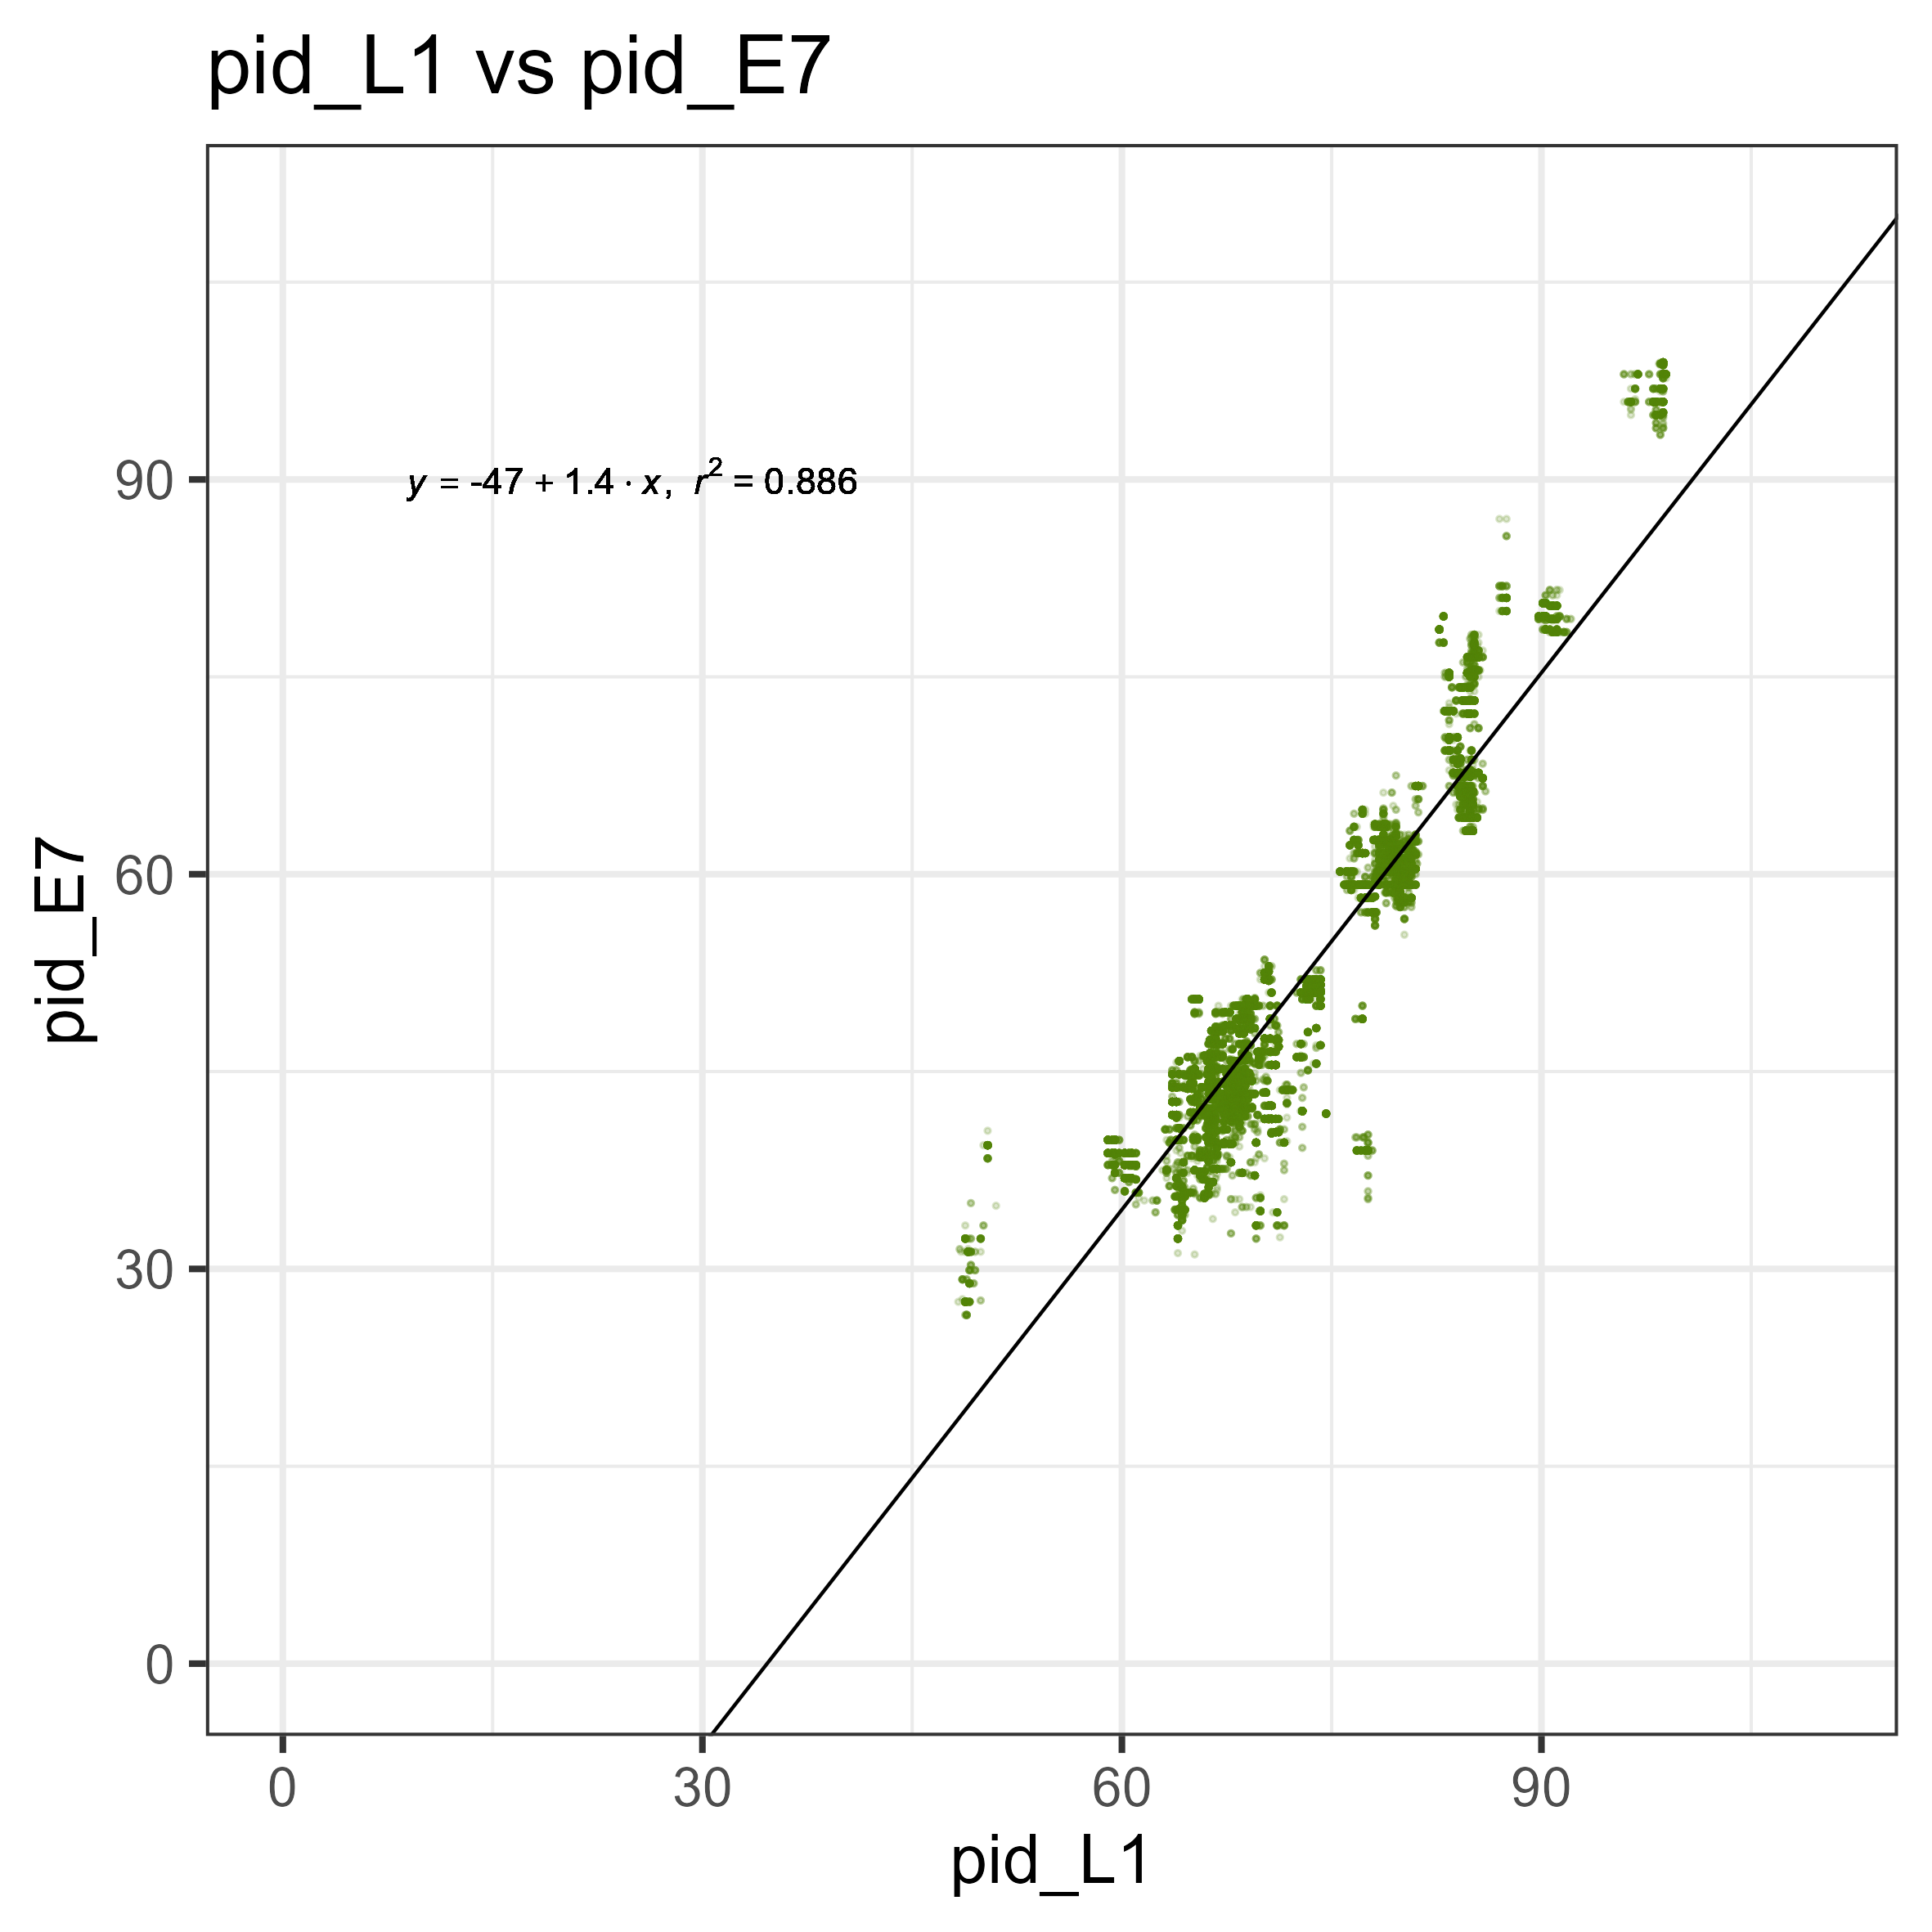 pid_L1 vs pid_E7
y = -47 + 1.4 · x, r² = 0.886
90
60
30
0
pid_E7
0 30 60 90
pid_L1